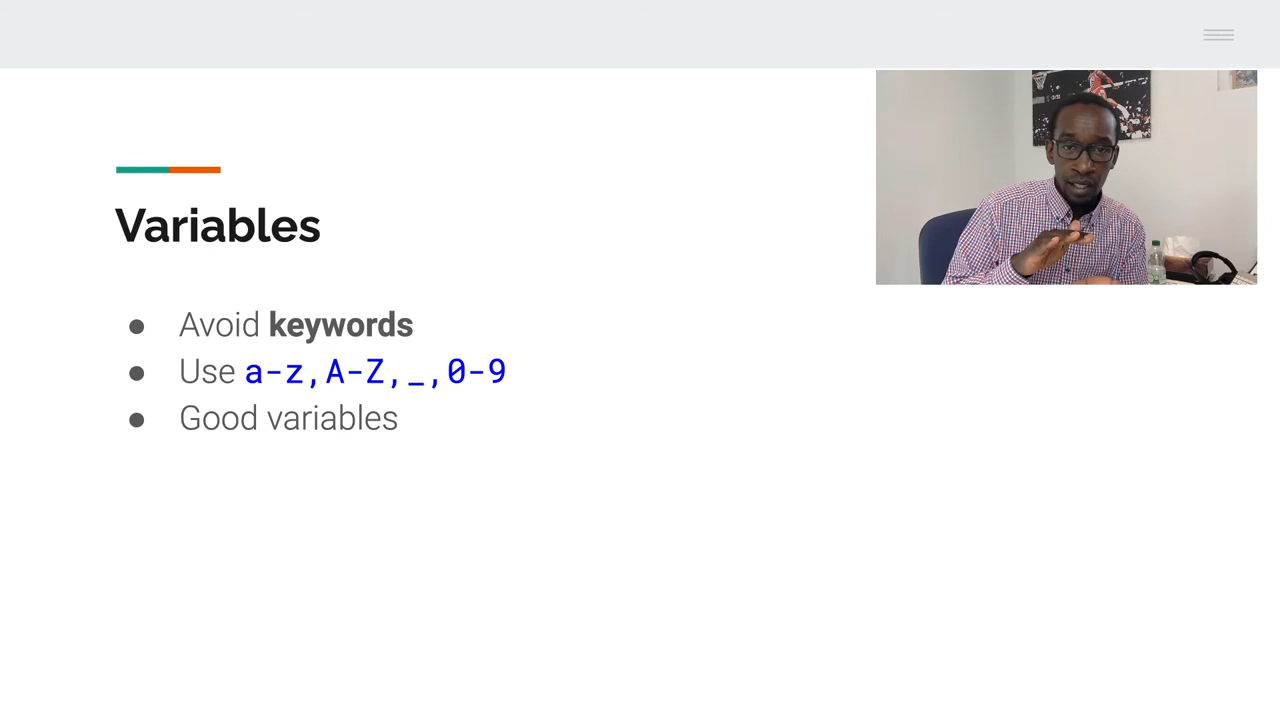 Variables
● Avoid keywords
● Use a-z,A-Z,_,0-9
● Good variables